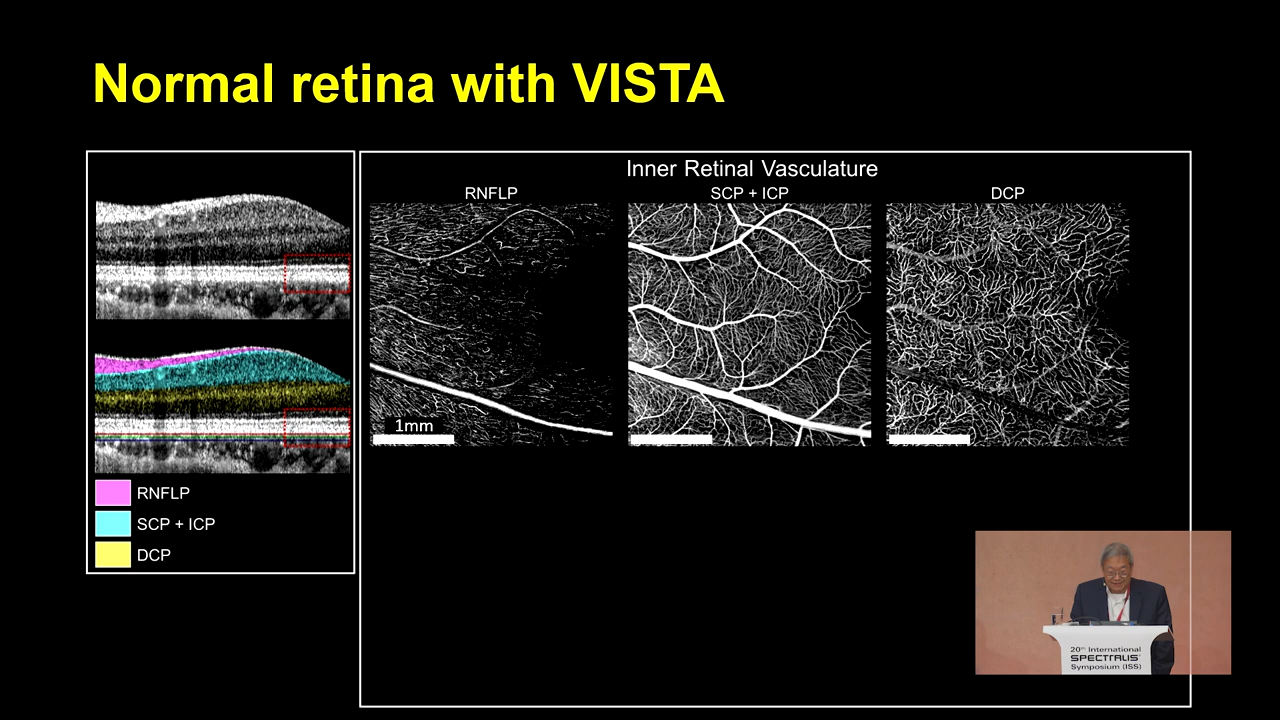 Normal retina with VISTA
Inner Retinal Vasculature
RNFLP
SCP + ICP
DCP
1mm
RNFLP
SCP + ICP
DCP
20th International
SPECTRALIS
Symposium (ISS)